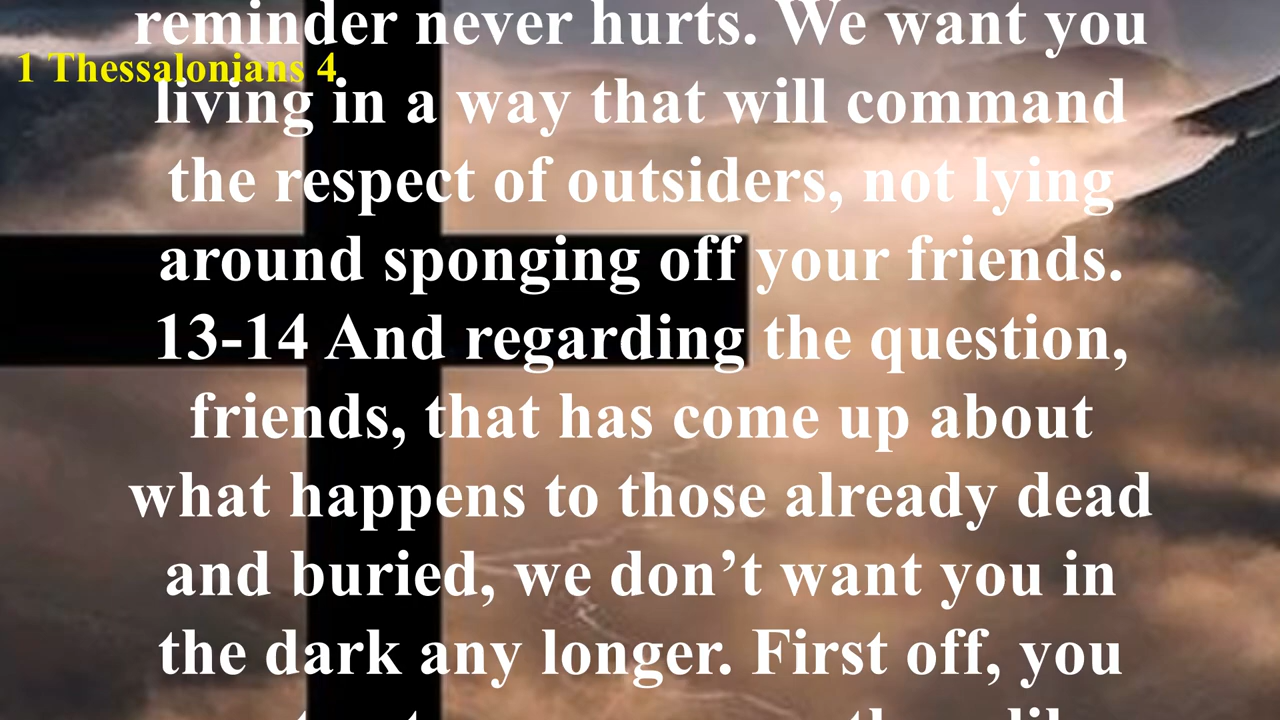 reminder never hurts. We want you
1 Thessalonians 4
living in a way that will command
the respect of outsiders, not lying
around sponging off your friends.
13-14 And regarding the question,
friends, that has come up about
what happens to those already dead
and buried, we don’t want you in
the dark any longer. First off, you